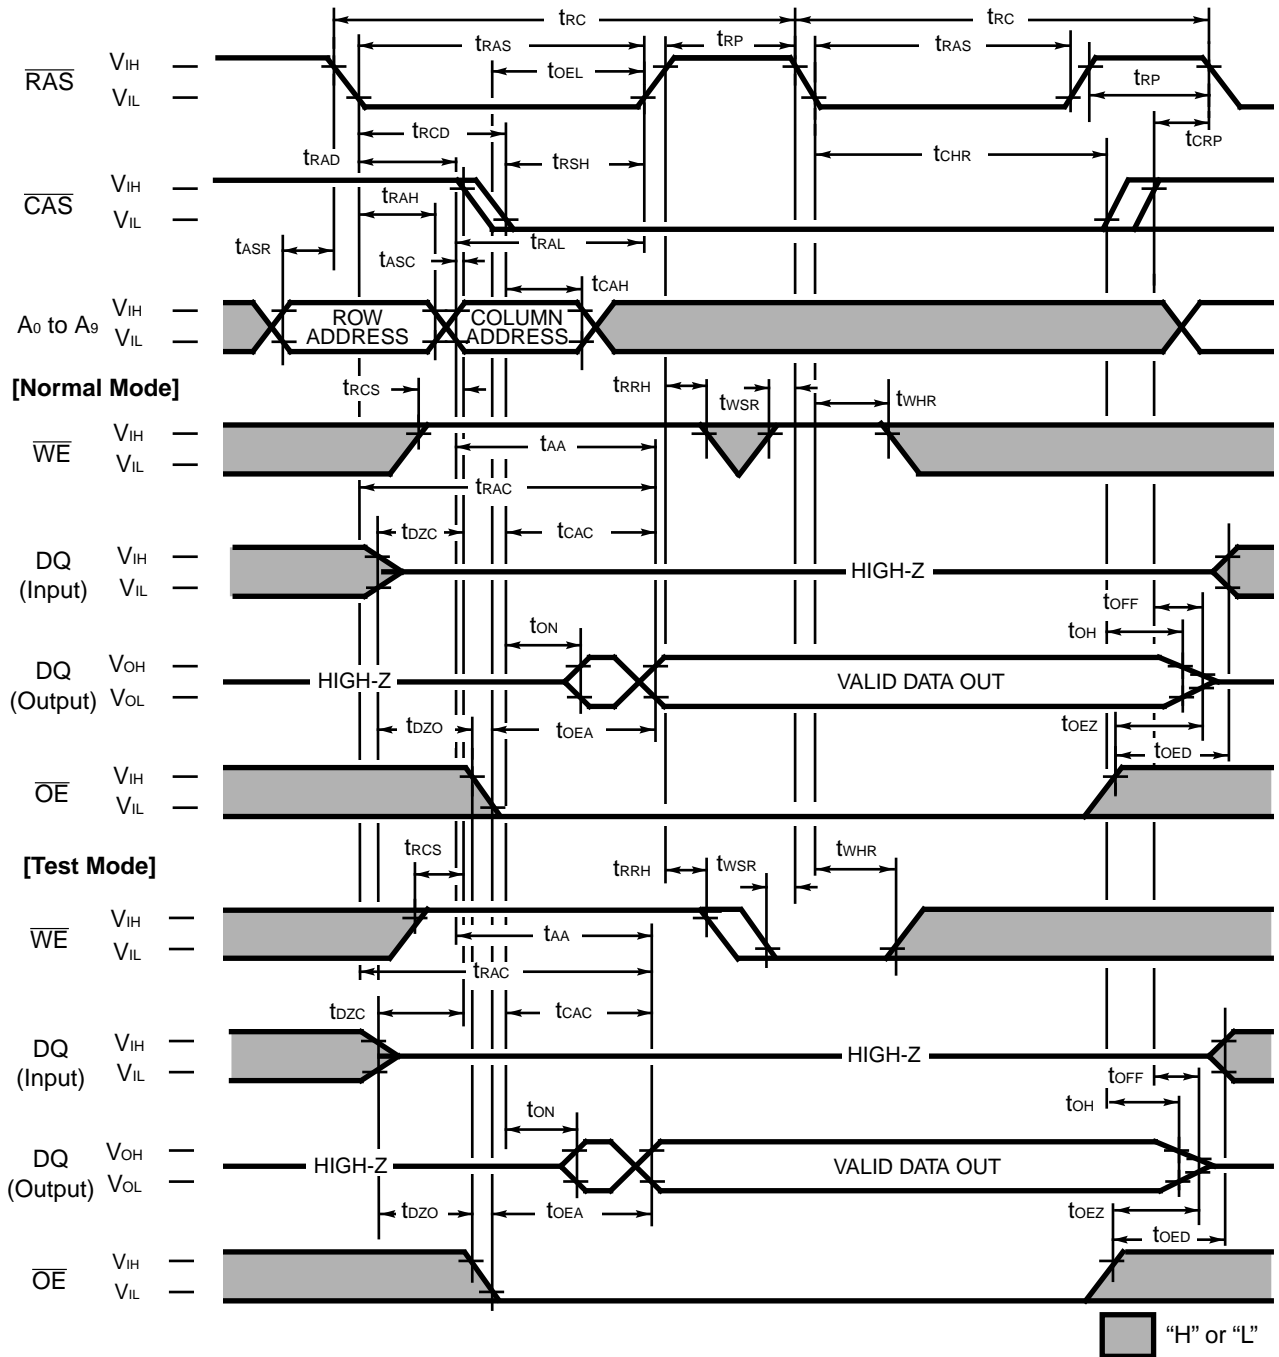 tRC tRC
tRAS tRP tRAS
RAS VIH
VIL
tOEL tRP
tRCD tCRP
tRAD tRSH tCHR
CAS VIH
VIL
tRAH
tASR tRAL
tASC
tCAH
A0 to A9 VIH
VIL
ROW ADDRESS
COLUMN ADDRESS
[Normal Mode]
tRCS tRRH tWSR tWHR
WE VIH
VIL
tAA
tRAC
tDZC tCAC
DQ (Input) VIH
VIL
HIGH-Z
tOFF
tON tOH
DQ (Output) VOH
VOL
HIGH-Z VALID DATA OUT
tDZO tOEA tOEZ
tOED
OE VIH
VIL
[Test Mode]
tRCS tRRH tWSR tWHR
WE VIH
VIL
tAA
tRAC
tDZC tCAC
DQ (Input) VIH
VIL
HIGH-Z
tOFF
tON tOH
DQ (Output) VOH
VOL
HIGH-Z VALID DATA OUT
tDZO tOEA tOEZ
tOED
OE VIH
VIL
“H” or “L”